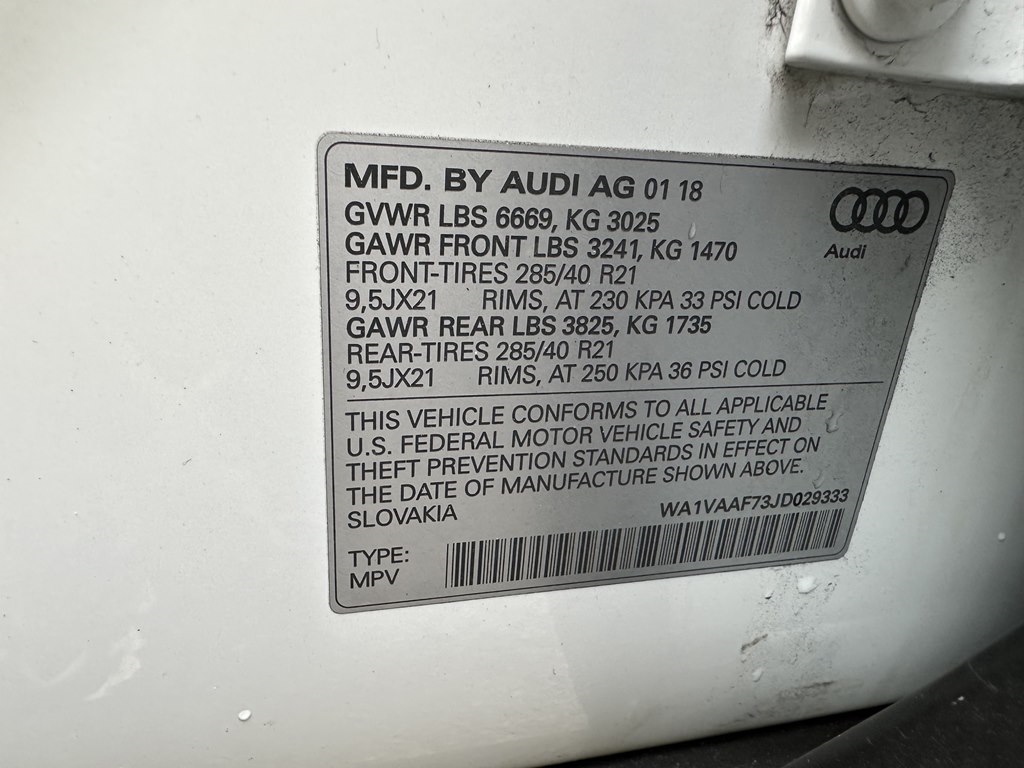 MFD. BY AUDI AG 01 18
GVWR LBS 6669, KG 3025
GAWR FRONT LBS 3241, KG 1470
FRONT-TIRES 285/40 R21
9,5JX21 RIMS, AT 230 KPA 33 PSI COLD
GAWR REAR LBS 3825, KG 1735
REAR-TIRES 285/40 R21
9,5JX21 RIMS, AT 250 KPA 36 PSI COLD
Audi
THIS VEHICLE CONFORMS TO ALL APPLICABLE
U.S. FEDERAL MOTOR VEHICLE SAFETY AND
THEFT PREVENTION STANDARDS IN EFFECT ON
THE DATE OF MANUFACTURE SHOWN ABOVE.
SLOVAKIA WA1VAAF73JD029333
TYPE:
MPV